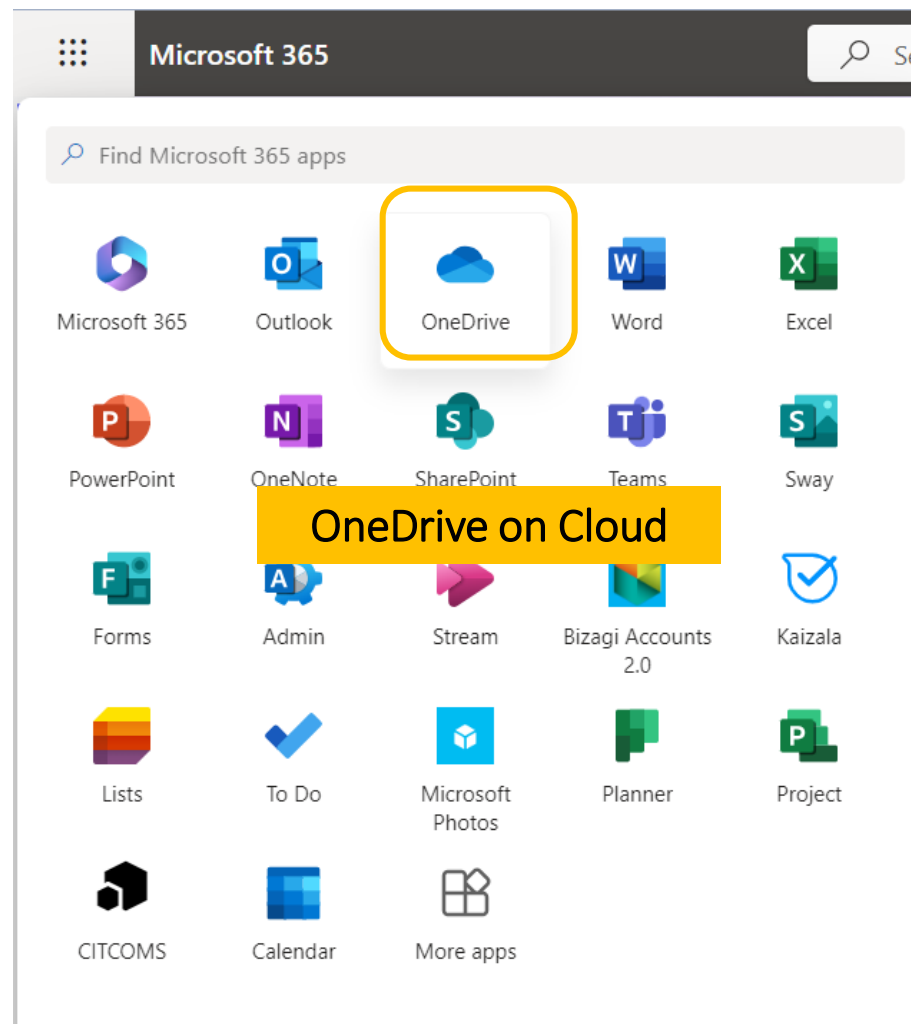 Microsoft 365
Find Microsoft 365 apps
Microsoft 365 Outlook OneDrive Word Excel
PowerPoint OneNote SharePoint Teams Sway
OneDrive on Cloud
Forms Admin Stream Bizagi Accounts 2.0 Kaizala
Lists To Do Microsoft Photos Planner Project
CITCOMS Calendar More apps